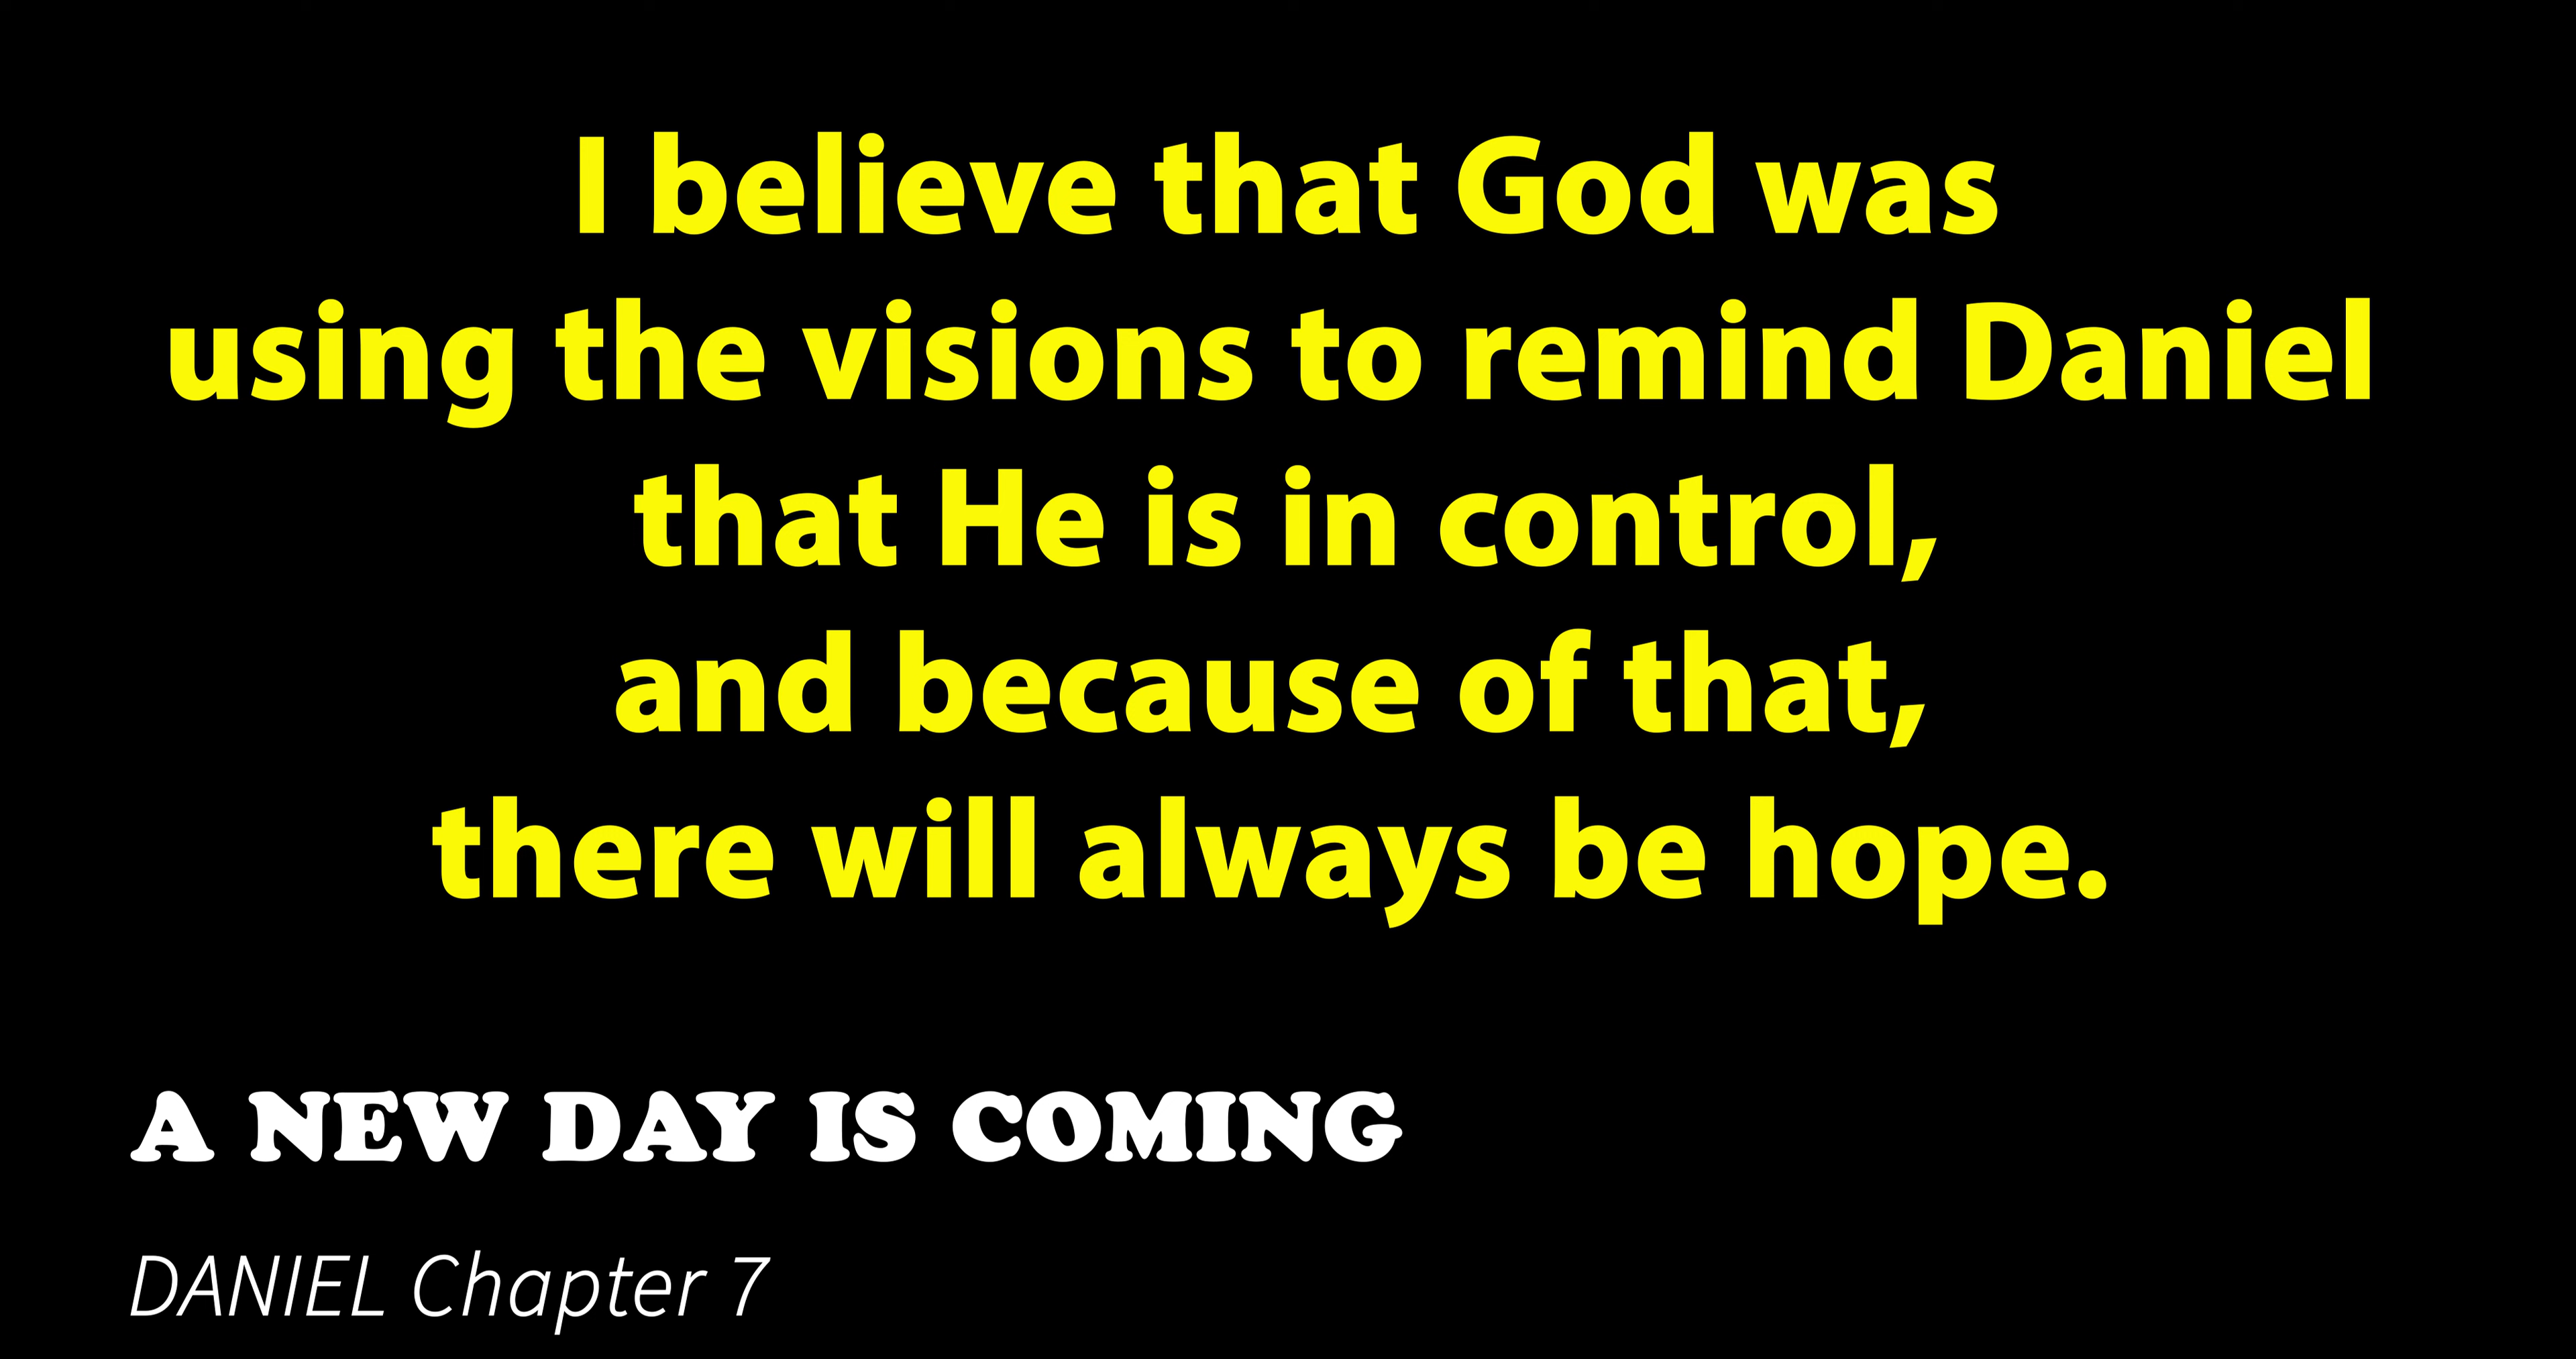 I believe that God was
using the visions to remind Daniel
that He is in control,
and because of that,
there will always be hope.
A NEW DAY IS COMING
DANIEL Chapter 7